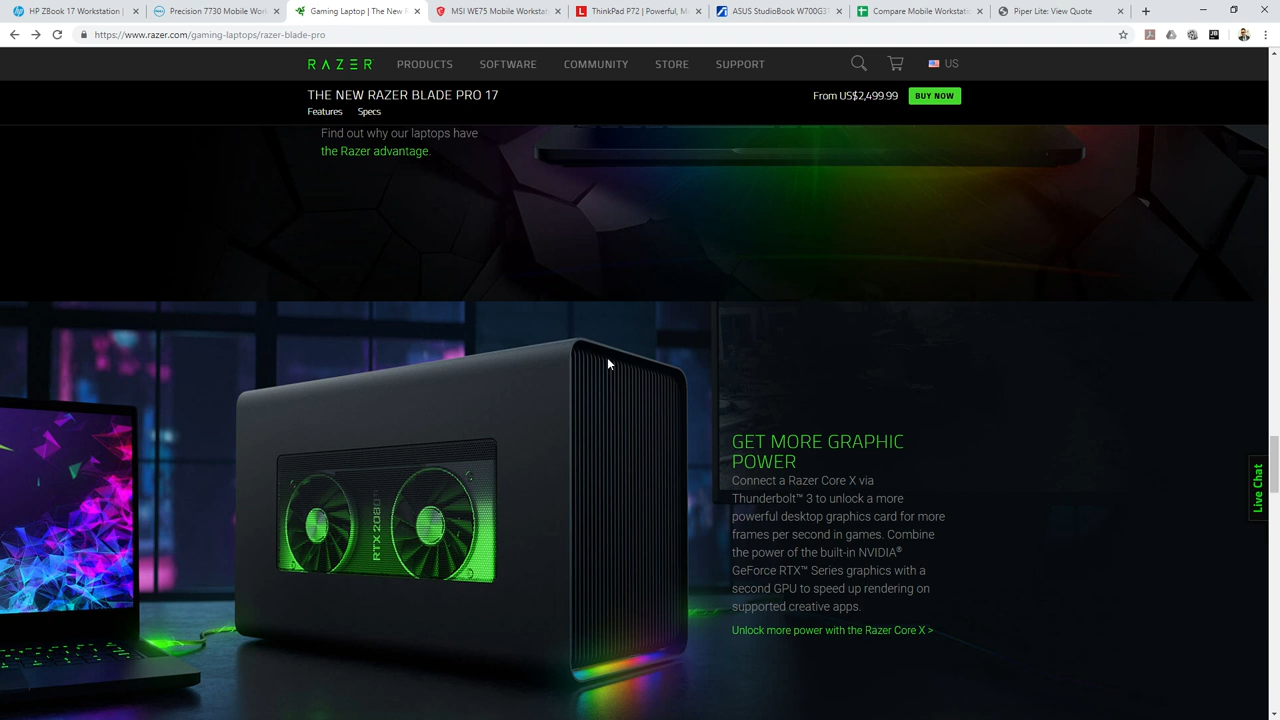 HP ZBook 17 Workstation |
Precision 7730 Mobile Work
Gaming Laptop | The New R
MSI WE75 Mobile Workstat
ThinkPad P72 | Powerful, M
ASUS StudioBook W700G3T
Compare Mobile Workstati
Piper Lite: View Quote
https://www.razer.com/gaming-laptops/razer-blade-pro
RAZER
PRODUCTS
SOFTWARE
COMMUNITY
STORE
SUPPORT
US
THE NEW RAZER BLADE PRO 17
From US$2,499.99
BUY NOW
Features
Specs
Find out why our laptops have
the Razer advantage.
RTX 2080 Ti
GET MORE GRAPHIC
POWER
Connect a Razer Core X via
Thunderbolt™ 3 to unlock a more
powerful desktop graphics card for more
frames per second in games. Combine
the power of the built-in NVIDIA®
GeForce RTX™ Series graphics with a
second GPU to speed up rendering on
supported creative apps.
Unlock more power with the Razer Core X >
Live Chat